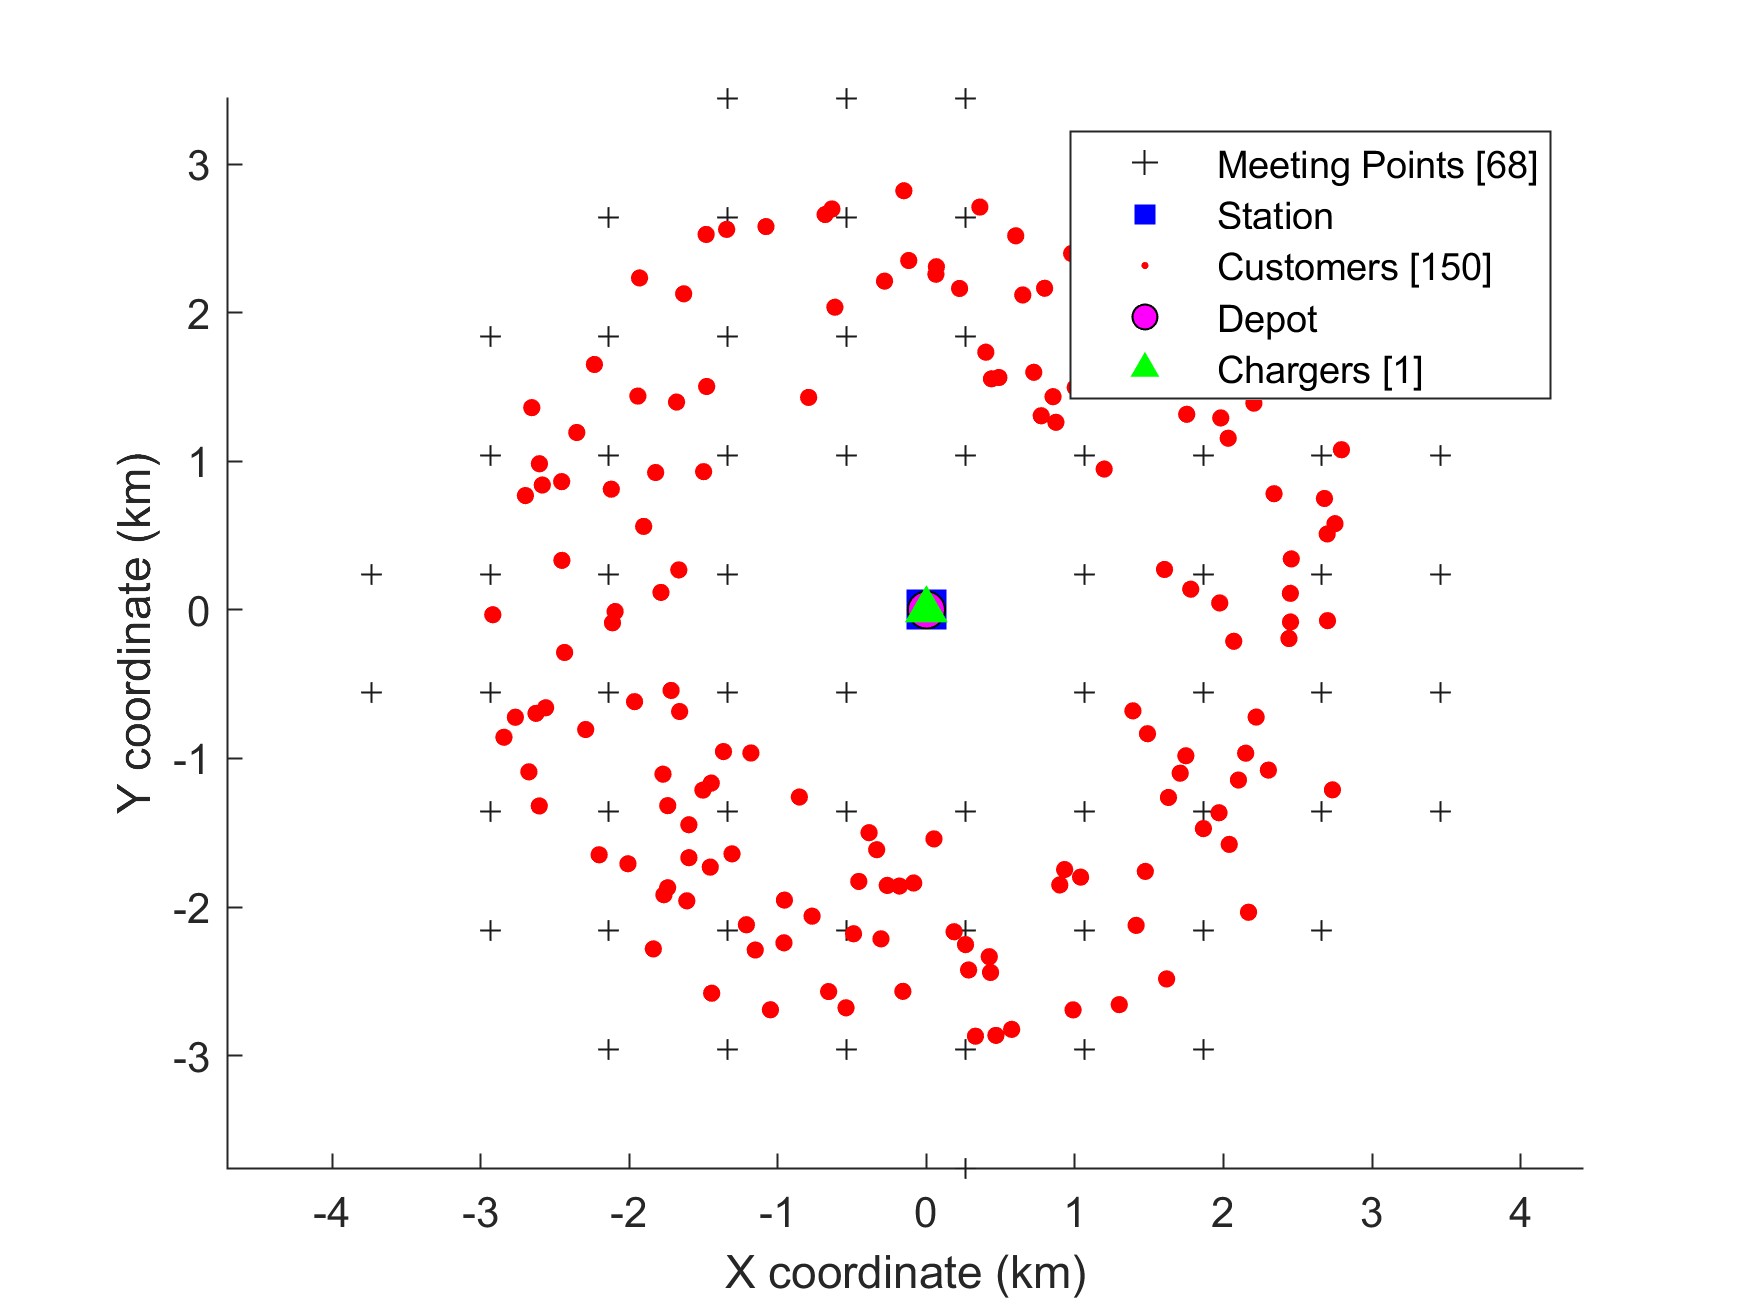 Meeting Points [68]
Station
Customers [150]
Depot
Chargers [1]
3
2
1
0
-1
-2
-3
Y coordinate (km)
-4 -3 -2 -1 0 1 2 3 4
X coordinate (km)